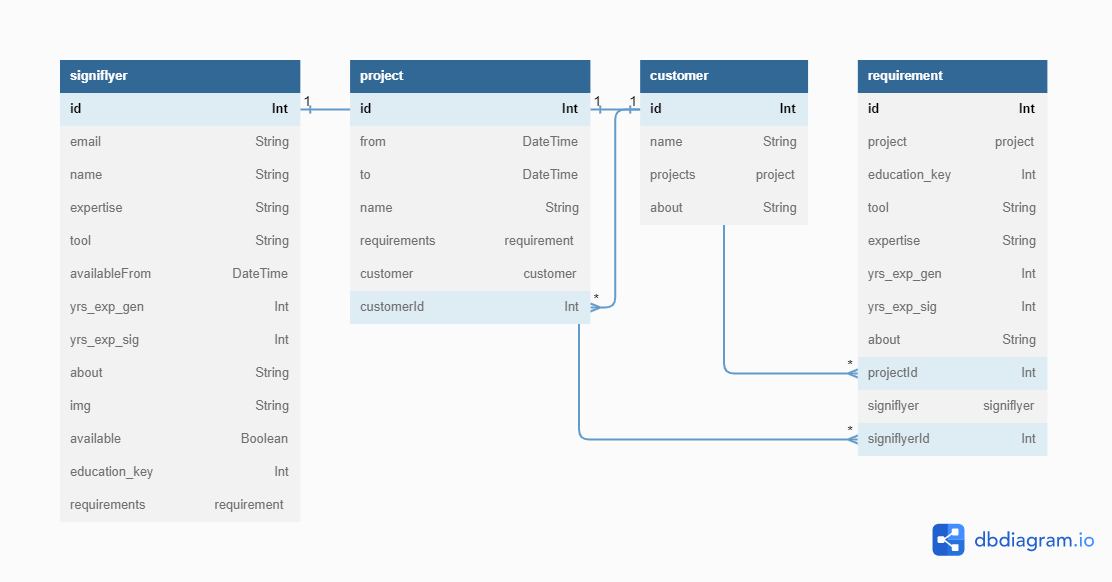 signiflyer
id Int
email String
name String
expertise String
tool String
availableFrom DateTime
yrs_exp_gen Int
yrs_exp_sig Int
about String
img String
available Boolean
education_key Int
requirements requirement
1
project
id Int
from DateTime
to DateTime
name String
requirements requirement
customer customer
customerId Int
1
1
*
customer
id Int
name String
projects project
about String
requirement
id Int
project project
education_key Int
tool String
expertise String
yrs_exp_gen Int
yrs_exp_sig Int
about String
*
projectId Int
signiflyer signiflyer
*
signiflyerId Int
dbdiagram.io